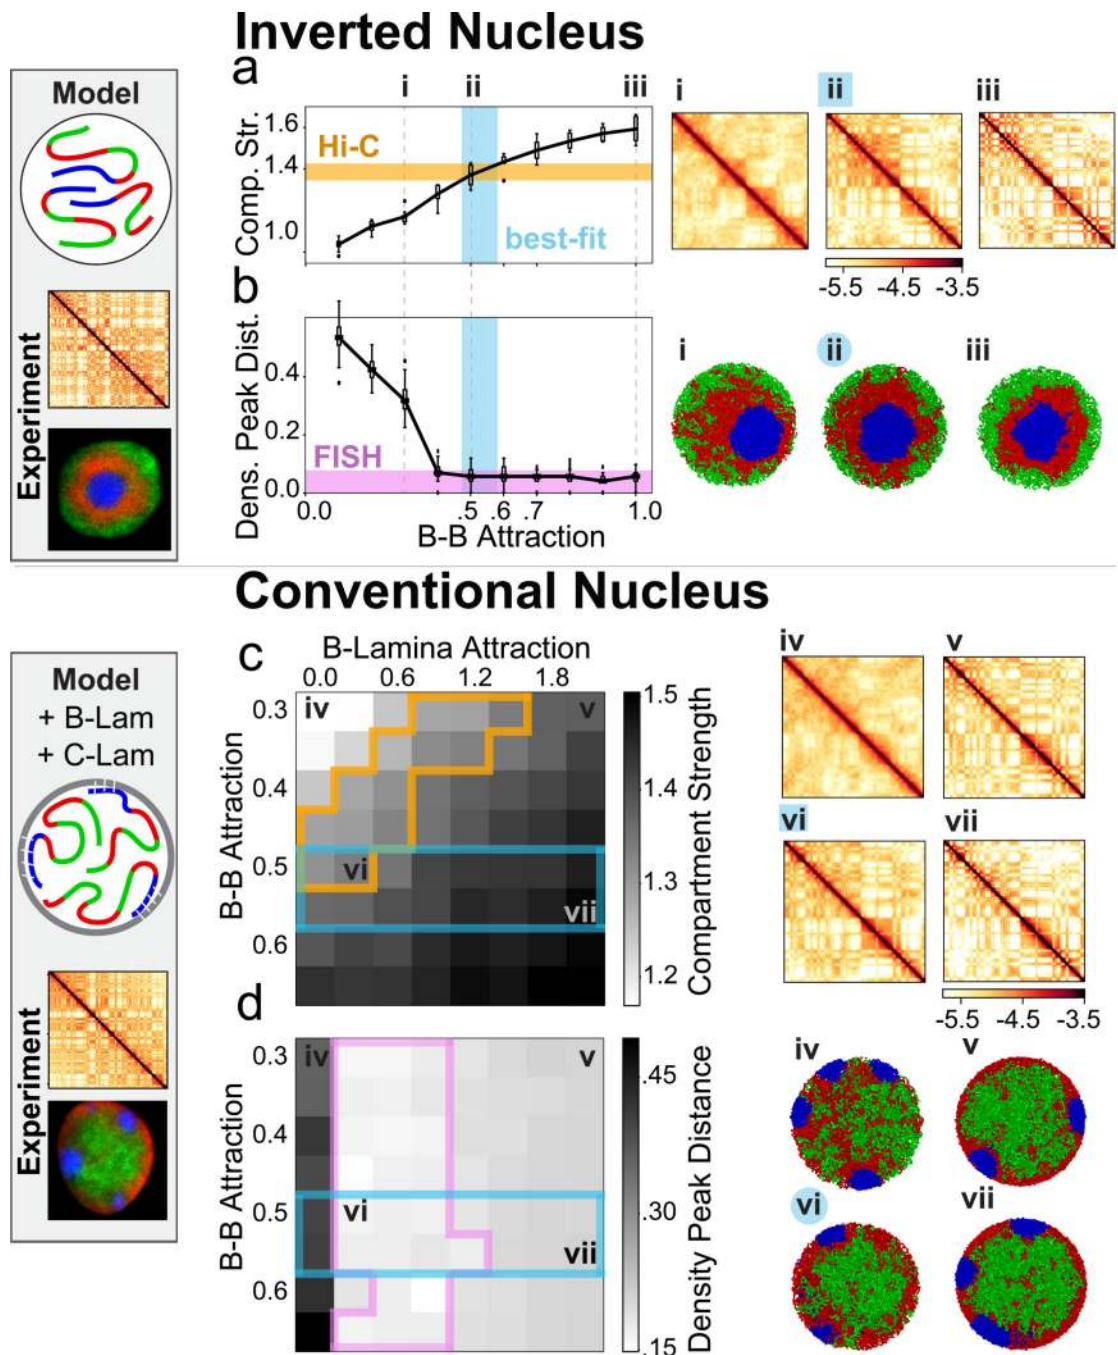 Inverted Nucleus
Model
Experiment
a
i
ii
iii
Comp. Str.
1.6
1.4
1.0
Hi-C
best-fit
i
ii
iii
-5.5
-4.5
-3.5
b
Dens. Peak Dist.
0.4
0.2
0.0
FISH
0.0
.5
.6
.7
1.0
B-B Attraction
i
ii
iii
Conventional Nucleus
Model
+ B-Lam
+ C-Lam
Experiment
c
B-Lamina Attraction
0.0
0.6
1.2
1.8
B-B Attraction
0.3
0.4
0.5
0.6
iv
v
vi
vii
1.5
1.4
1.3
1.2
Compartment Strength
iv
v
vi
vii
-5.5
-4.5
-3.5
d
B-B Attraction
0.3
0.4
0.5
0.6
iv
v
vi
vii
.45
.30
.15
Density Peak Distance
iv
v
vi
vii